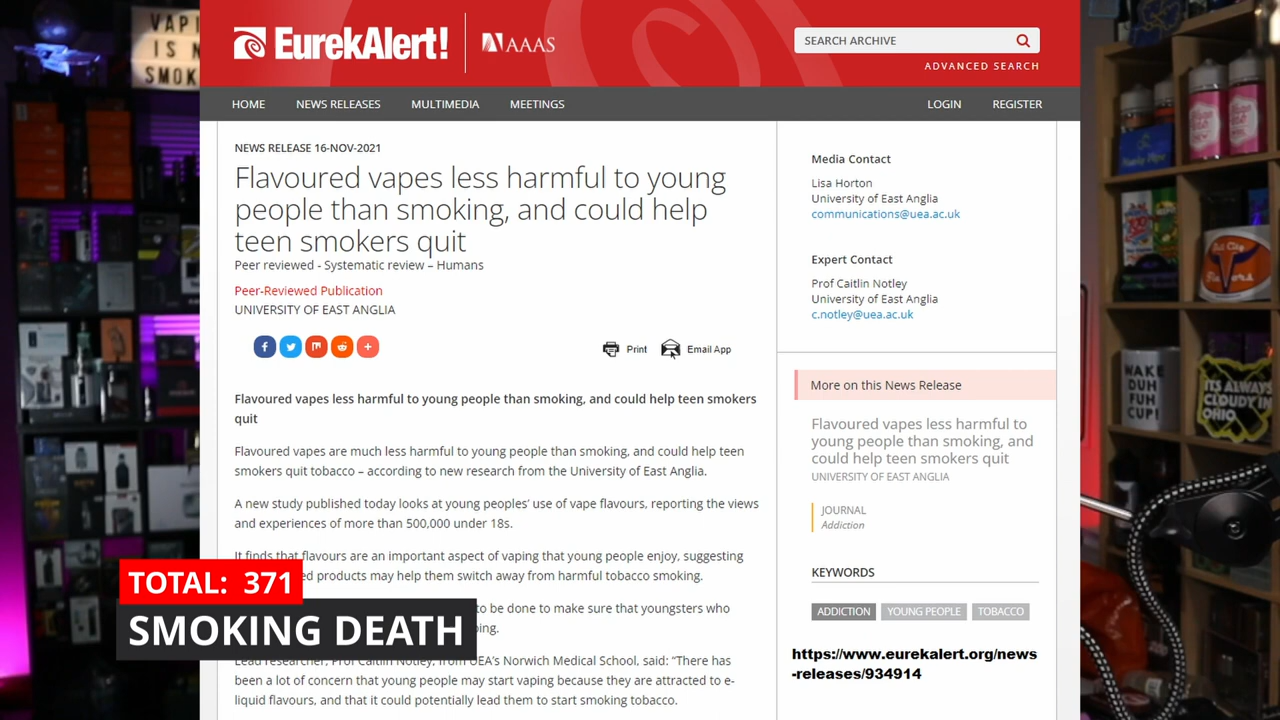 VAPI
IS N
SMOK
EurekAlert!
AAAS
SEARCH ARCHIVE
ADVANCED SEARCH
HOME
NEWS RELEASES
MULTIMEDIA
MEETINGS
LOGIN
REGISTER
NEWS RELEASE 16-NOV-2021
Flavoured vapes less harmful to young
people than smoking, and could help
teen smokers quit
Peer reviewed - Systematic review – Humans
Peer-Reviewed Publication
UNIVERSITY OF EAST ANGLIA
Print
Email App
Flavoured vapes less harmful to young people than smoking, and could help teen smokers
quit
Flavoured vapes are much less harmful to young people than smoking, and could help teen
smokers quit tobacco – according to new research from the University of East Anglia.
A new study published today looks at young peoples’ use of vape flavours, reporting the views
and experiences of more than 500,000 under 18s.
It finds that flavours are an important aspect of vaping that young people enjoy, suggesting
ed products may help them switch away from harmful tobacco smoking.
to be done to make sure that youngsters who
ping.
Lead researcher, Prof Caitlin Notley, from UEA’s Norwich Medical School, said: “There has
been a lot of concern that young people may start vaping because they are attracted to e-
liquid flavours, and that it could potentially lead them to start smoking tobacco.
TOTAL: 371
SMOKING DEATH
Media Contact
Lisa Horton
University of East Anglia
communications@uea.ac.uk
Expert Contact
Prof Caitlin Notley
University of East Anglia
c.notley@uea.ac.uk
More on this News Release
Flavoured vapes less harmful to
young people than smoking, and
could help teen smokers quit
UNIVERSITY OF EAST ANGLIA
JOURNAL
Addiction
KEYWORDS
ADDICTION
YOUNG PEOPLE
TOBACCO
https://www.eurekalert.org/news
-releases/934914
WAKE
DUH
FUH
CUP!
ITS ALWAYS
CLOUDY IN
OHIO